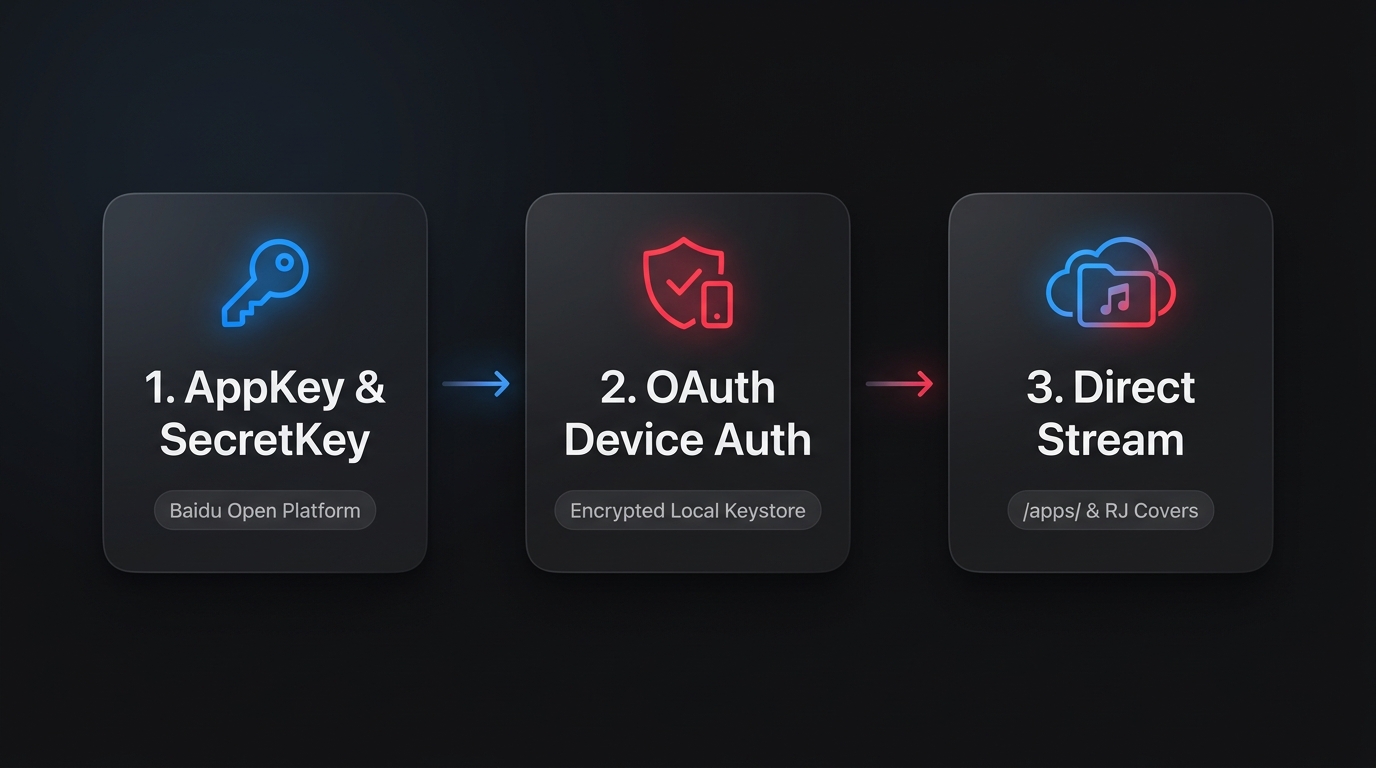 1. AppKey &
SecretKey
Baidu Open Platform
2. OAuth
Device Auth
Encrypted Local Keystore
3. Direct
Stream
/apps/ & RJ Covers